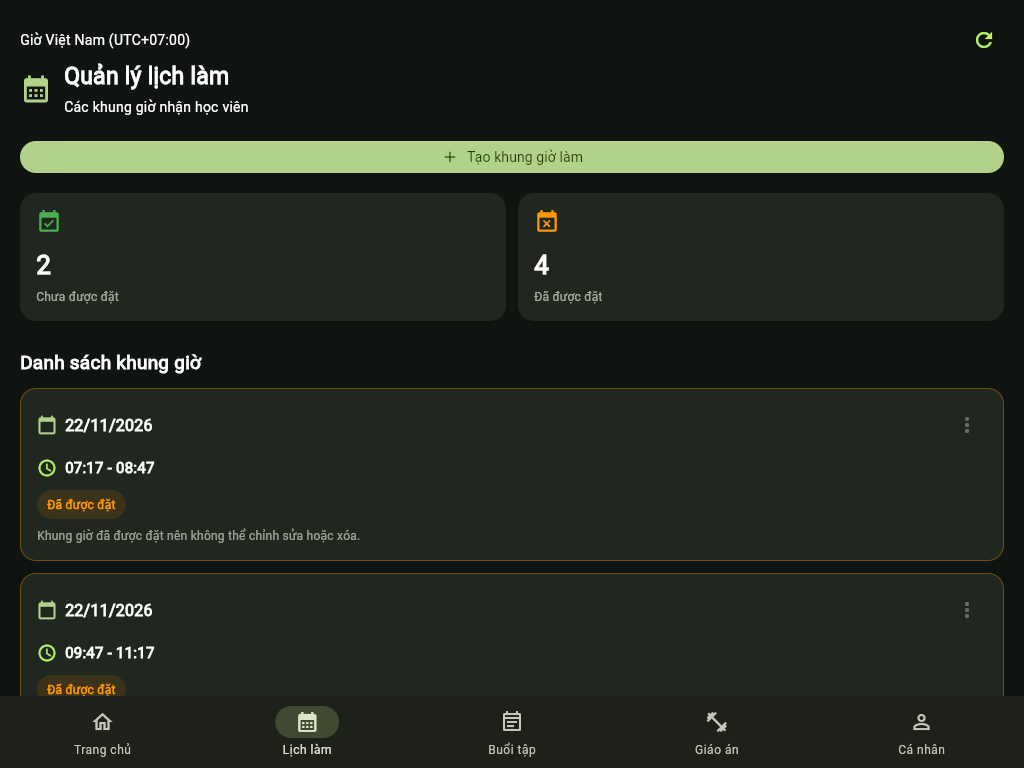 Giờ Việt Nam (UTC+07:00)
Quản lý lịch làm
Các khung giờ nhận học viên
+ Tạo khung giờ làm
2
Chưa được đặt
4
Đã được đặt
Danh sách khung giờ
22/11/2026
07:17 - 08:47
Đã được đặt
Khung giờ đã được đặt nên không thể chỉnh sửa hoặc xóa.
22/11/2026
09:47 - 11:17
Đã được đặt
Trang chủ
Lịch làm
Buổi tập
Giáo án
Cá nhân